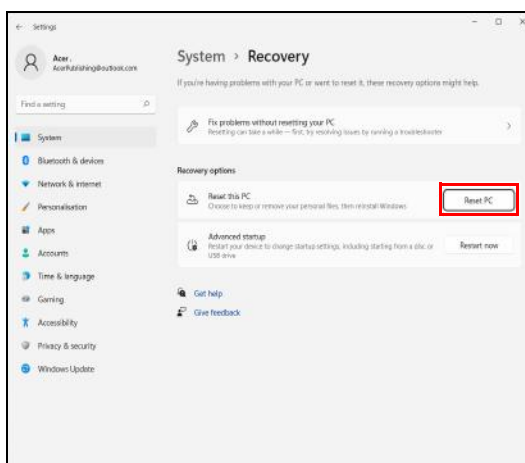 Settings
Acer .
AcerPublishing@outlook.com
System > Recovery
If you're having problems with your PC or want to reset it, these recovery options might help.
Find a setting
Fix problems without resetting your PC
Resetting can take a while — first, try resolving issues by running a troubleshooter
System
Bluetooth & devices
Network & internet
Personalisation
Apps
Accounts
Time & language
Gaming
Accessibility
Privacy & security
Windows Update
Recovery options
Reset this PC
Choose to keep or remove your personal files, then reinstall Windows
Reset PC
Advanced startup
Restart your device to change startup settings, including starting from a disc or
USB drive
Restart now
Get help
Give feedback